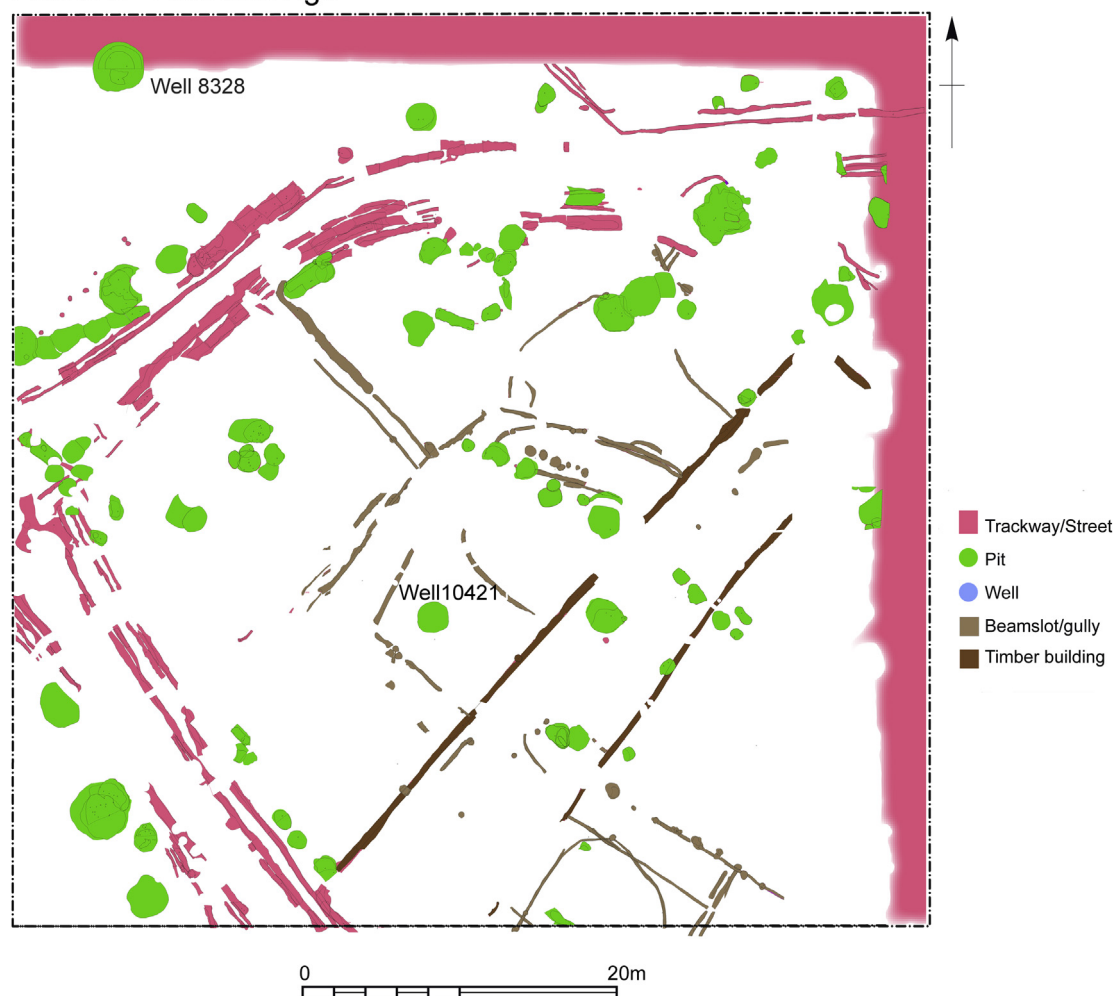 Well 8328
Well10421
Trackway/Street
Pit
Well
Beamslot/gully
Timber building
0
20m